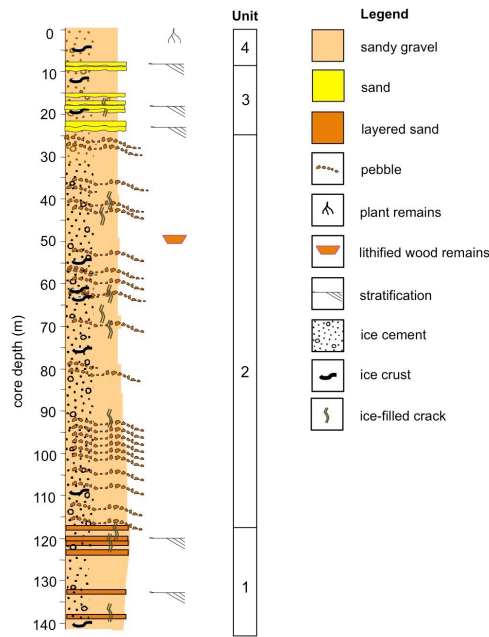 Unit
Legend
0
10
20
30
40
50
60
70
80
90
100
110
120
130
140
core depth (m)
4
3
2
1
sandy gravel
sand
layered sand
pebble
plant remains
lithified wood remains
stratification
ice cement
ice crust
ice-filled crack